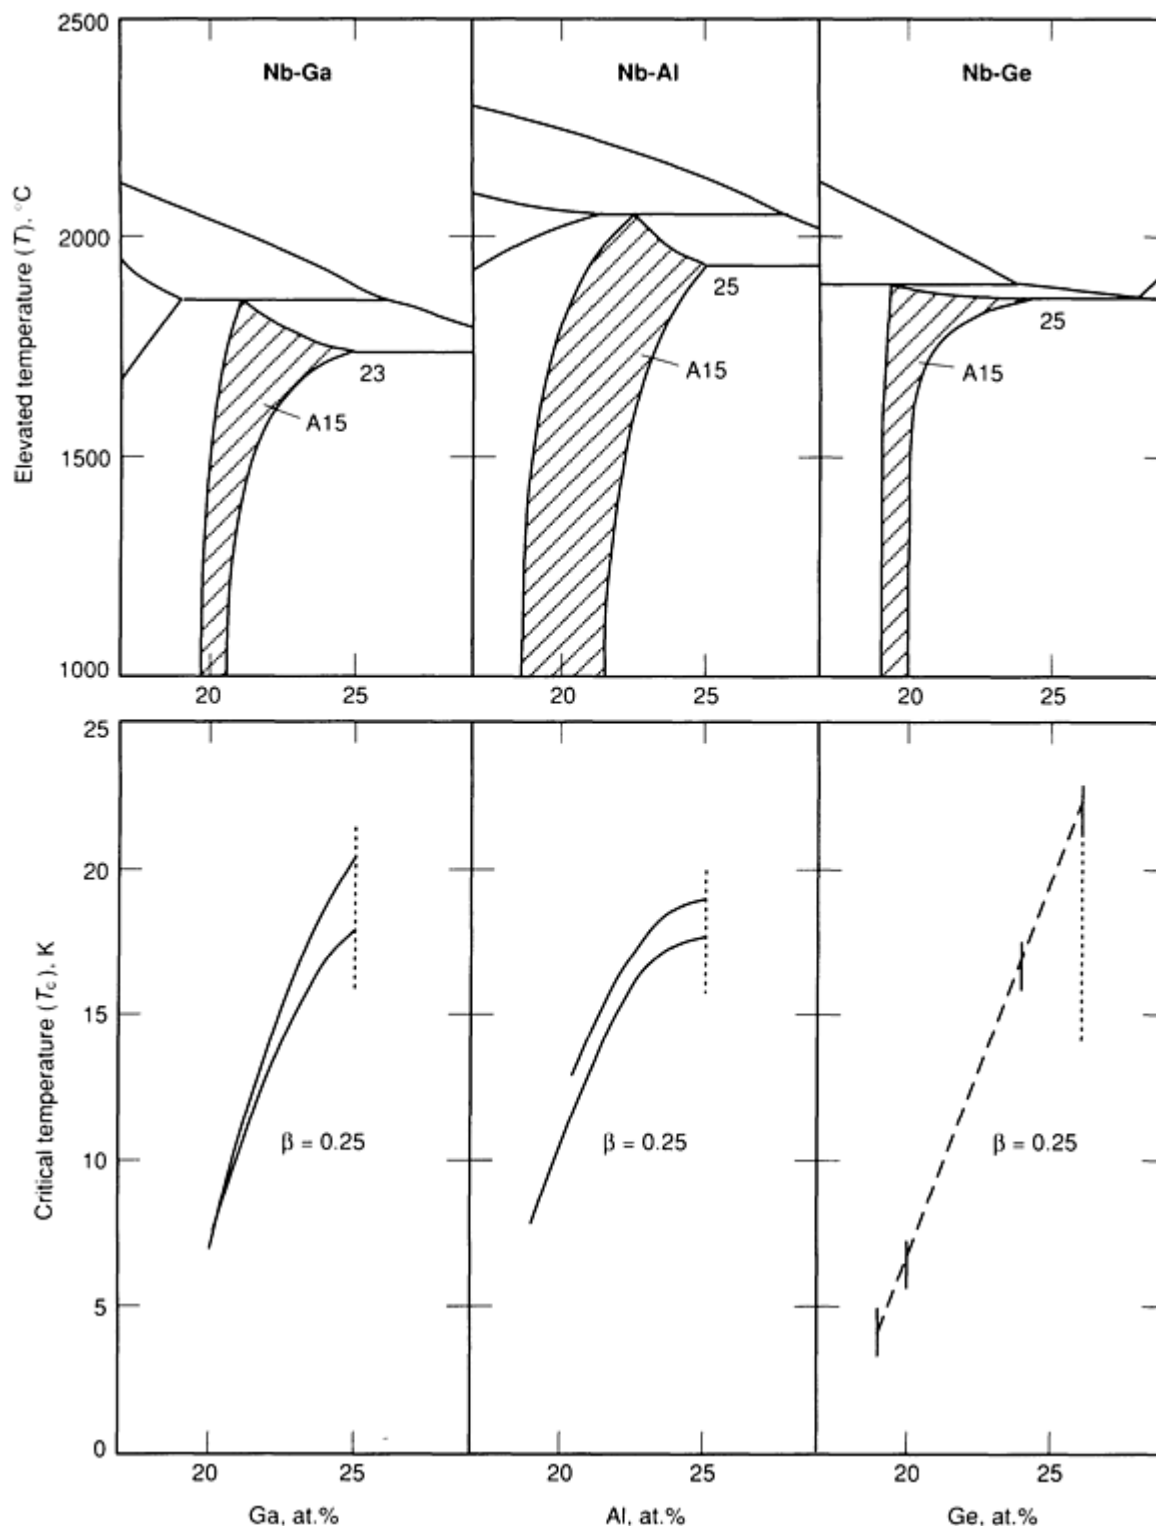 2500
Nb-Ga
Nb-Al
Nb-Ge
Elevated temperature (T), °C
2000
25
25
23
A15
A15
A15
1500
1000
20 25 20 25 20 25
25
20
Critical temperature (Tc), K
15
β = 0.25 β = 0.25 β = 0.25
10
5
0
20 25 20 25 20 25
Ga, at.% Al, at.% Ge, at.%